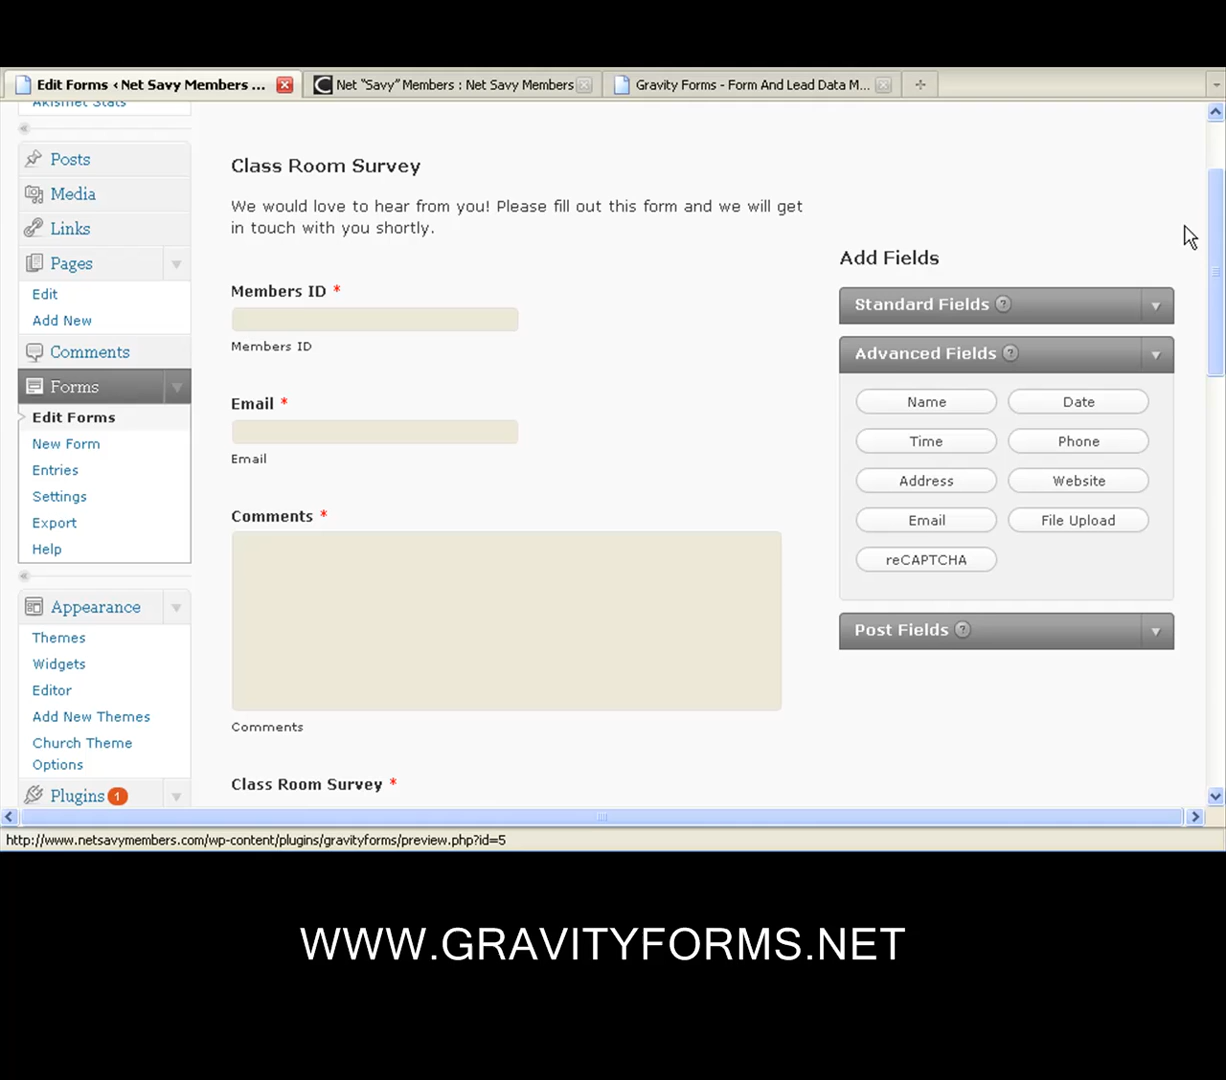 Edit Forms ‹ Net Savy Members ...
Net "Savy" Members : Net Savy Members
Gravity Forms - Form And Lead Data M...
Akismet Stats
Posts
Media
Links
Pages
Edit
Add New
Comments
Forms
Edit Forms
New Form
Entries
Settings
Export
Help
Appearance
Themes
Widgets
Editor
Add New Themes
Church Theme
Options
Plugins 1
Class Room Survey
We would love to hear from you! Please fill out this form and we will get
in touch with you shortly.
Members ID *
Members ID
Email *
Email
Comments *
Comments
Class Room Survey *
Add Fields
Standard Fields ?
Advanced Fields ?
Name Date
Time Phone
Address Website
Email File Upload
reCAPTCHA
Post Fields ?
http://www.netsavymembers.com/wp-content/plugins/gravityforms/preview.php?id=5
WWW.GRAVITYFORMS.NET